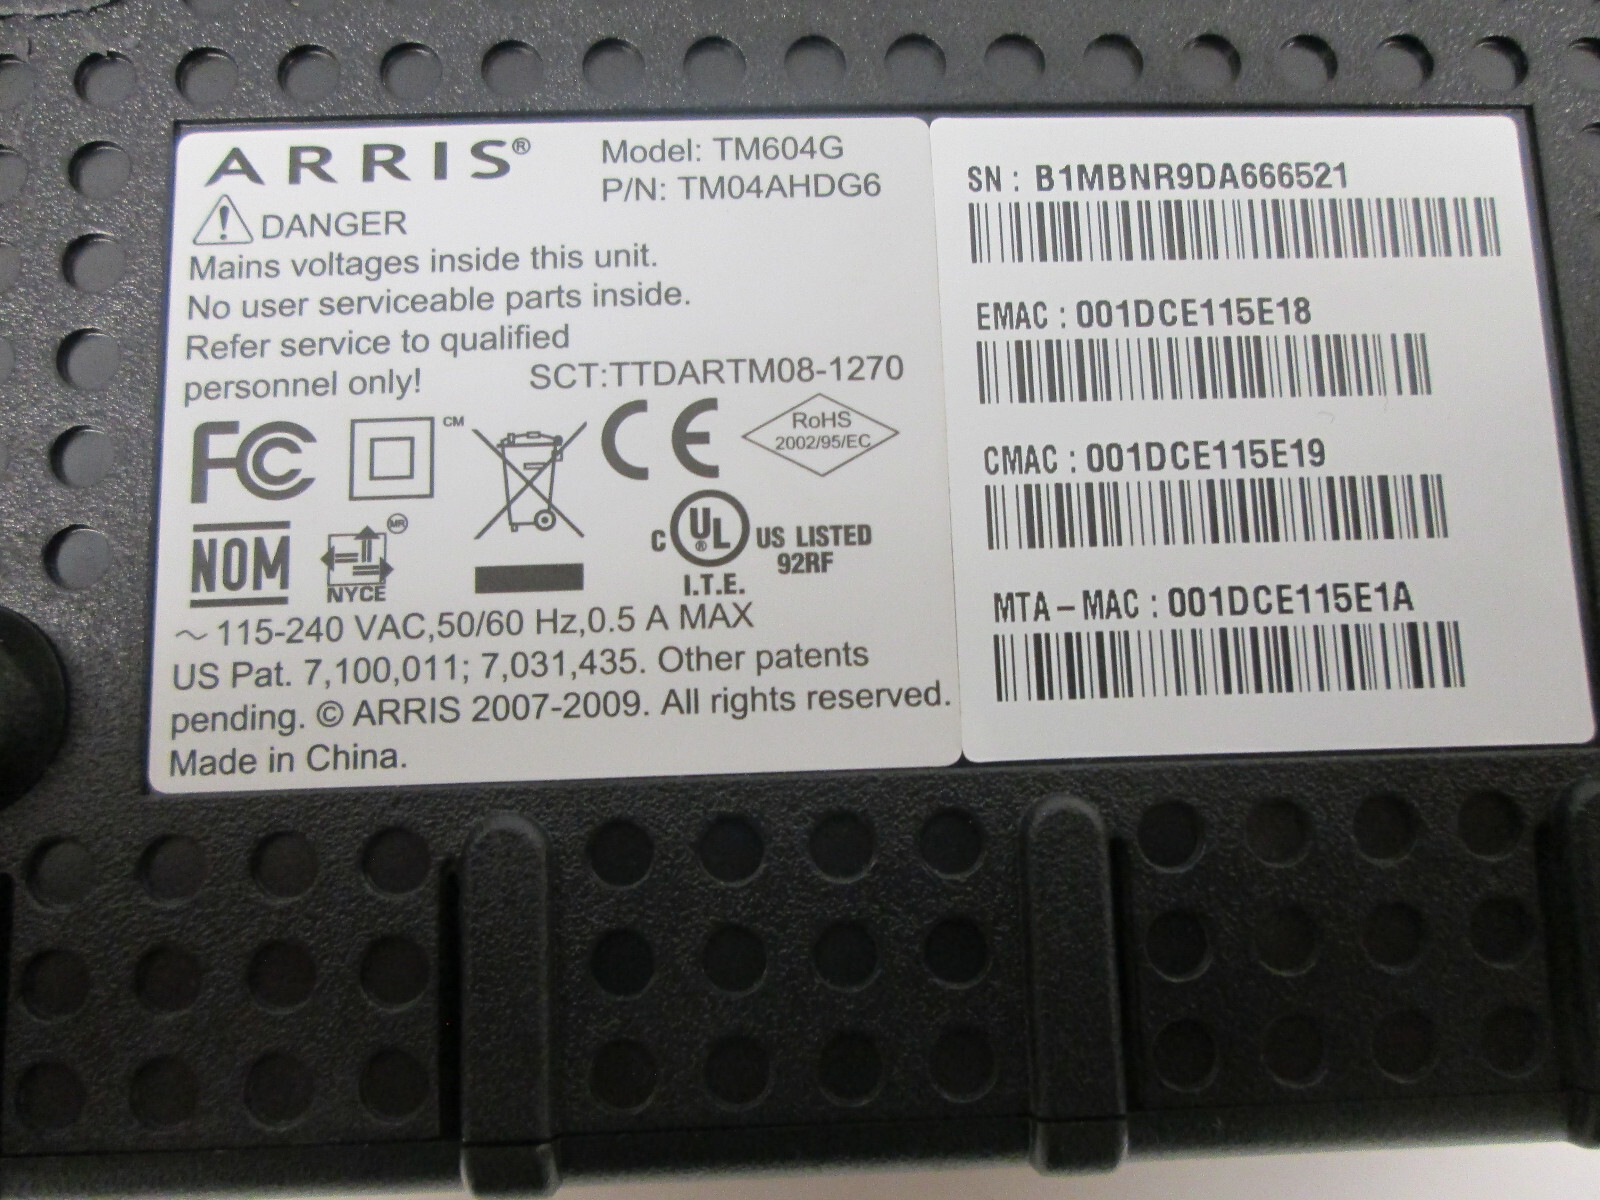 ARRIS®
Model: TM604G
P/N: TM04AHDG6
DANGER
Mains voltages inside this unit.
No user serviceable parts inside.
Refer service to qualified
personnel only!
SCT:TTDARTM08-1270
FC
CM
CE
RoHS
2002/95/EC
NOM
MR
NYCE
C UL® US LISTED
92RF
I.T.E.
~ 115-240 VAC,50/60 Hz,0.5 A MAX
US Pat. 7,100,011; 7,031,435. Other patents
pending. © ARRIS 2007-2009. All rights reserved.
Made in China.
SN : B1MBNR9DA666521
EMAC : 001DCE115E18
CMAC : 001DCE115E19
MTA – MAC : 001DCE115E1A